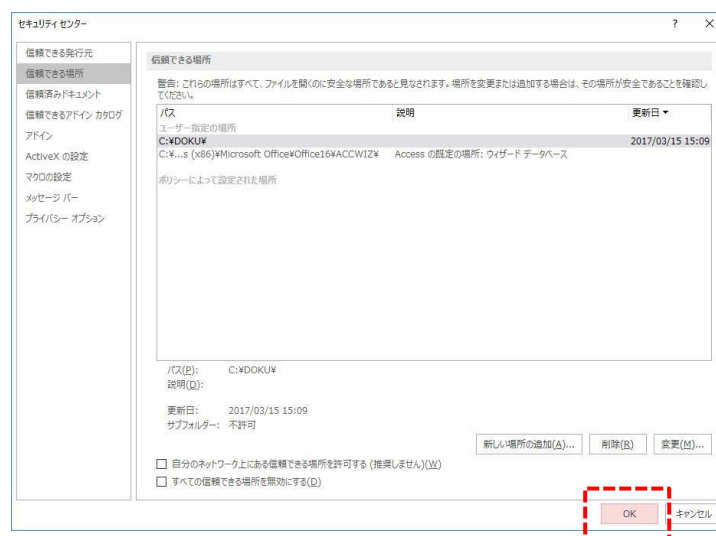 セキュリティ センター
? ×
信頼できる発行元
信頼できる場所
信頼済みドキュメント
信頼できるアドイン カタログ
アドイン
ActiveX の設定
マクロの設定
メッセージ バー
プライバシー オプション
信頼できる場所
警告: これらの場所はすべて、ファイルを開くのに安全な場所であると見なされます。場所を変更または追加する場合は、その場所が安全であることを確認し
てください。
パス 説明 更新日▼
ユーザー指定の場所
C:¥DOKU¥ 2017/03/15 15:09
C:¥...s (x86)¥Microsoft Office¥Office16¥ACCWIZ¥ Access の既定の場所: ウィザード データベース
ポリシーによって設定された場所
パス(P): C:¥DOKU¥
説明(D):
更新日: 2017/03/15 15:09
サブフォルダー: 不許可
新しい場所の追加(A)... 削除(R) 変更(M)...
自分のネットワーク上にある信頼できる場所を許可する (推奨しません)(W)
すべての信頼できる場所を無効にする(D)
OK キャンセル